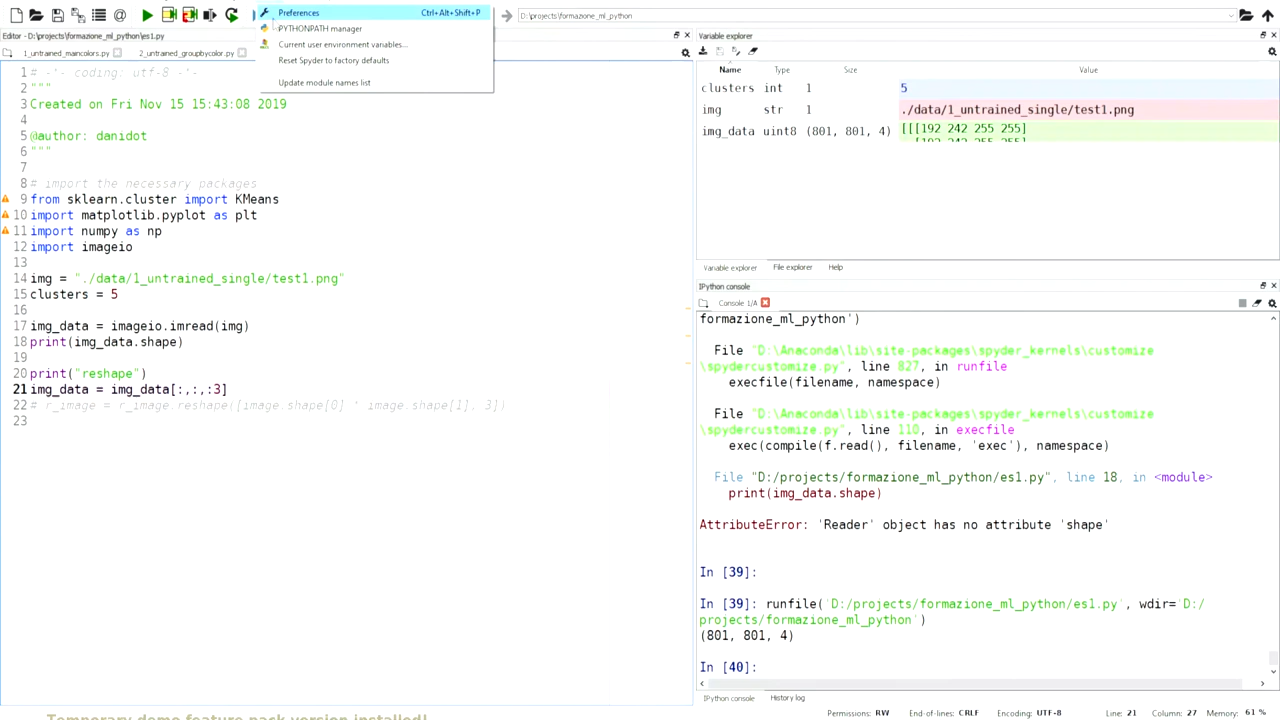 Preferences Ctrl+Alt+Shift+P
D:\projects\formazione_ml_python
PYTHONPATH manager
Current user environment variables...
Reset Spyder to factory defaults
Update module names list
Editor - D:\projects\formazione_ml_python\es1.py
1_untrained_maincolors.py
2_untrained_groupbycolor.py
1 # -*- coding: utf-8 -*-
2 """
3 Created on Fri Nov 15 15:43:08 2019
4
5 @author: danidot
6 """
7
8 # import the necessary packages
9 from sklearn.cluster import KMeans
10 import matplotlib.pyplot as plt
11 import numpy as np
12 import imageio
13
14 img = "./data/1_untrained_single/test1.png"
15 clusters = 5
16
17 img_data = imageio.imread(img)
18 print(img_data.shape)
19
20 print("reshape")
21 img_data = img_data[:,:,:3]
22 # r_image = r_image.reshape([image.shape[0] * image.shape[1], 3])
23
Variable explorer
Name Type Size Value
clusters int 1 5
img str 1 ./data/1_untrained_single/test1.png
img_data uint8 (801, 801, 4) [[[192 242 255 255]
[192 242 255 255]
Variable explorer File explorer Help
IPython console
Console 1/A
formazione_ml_python')
File "D:\Anaconda\lib\site-packages\spyder_kernels\customize
\spydercustomize.py", line 827, in runfile
execfile(filename, namespace)
File "D:\Anaconda\lib\site-packages\spyder_kernels\customize
\spydercustomize.py", line 110, in execfile
exec(compile(f.read(), filename, 'exec'), namespace)
File "D:/projects/formazione_ml_python/es1.py", line 18, in <module>
print(img_data.shape)
AttributeError: 'Reader' object has no attribute 'shape'
In [39]:
In [39]: runfile('D:/projects/formazione_ml_python/es1.py', wdir='D:/
projects/formazione_ml_python')
(801, 801, 4)
In [40]:
IPython console History log
Temporary demo feature pack version installed!
Permissions: RW End-of-lines: CRLF Encoding: UTF-8 Line: 21 Column: 27 Memory: 61 %